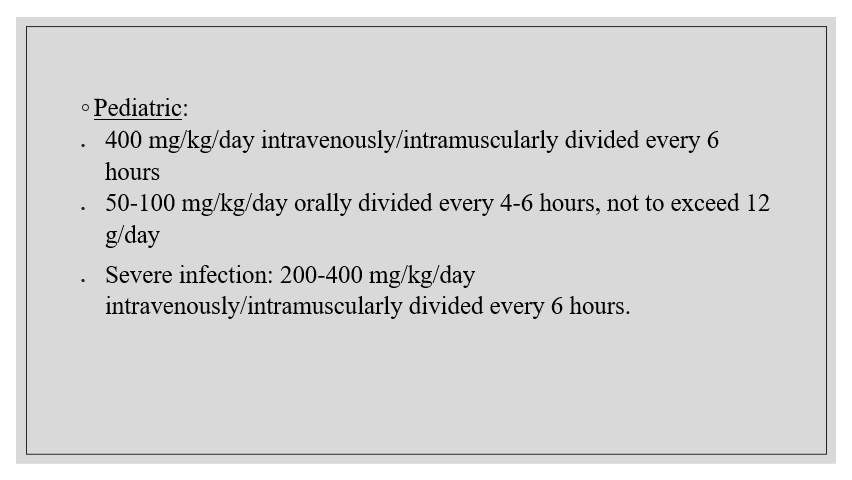 ◦Pediatric:
. 400 mg/kg/day intravenously/intramuscularly divided every 6
hours
. 50-100 mg/kg/day orally divided every 4-6 hours, not to exceed 12
g/day
. Severe infection: 200-400 mg/kg/day
intravenously/intramuscularly divided every 6 hours.